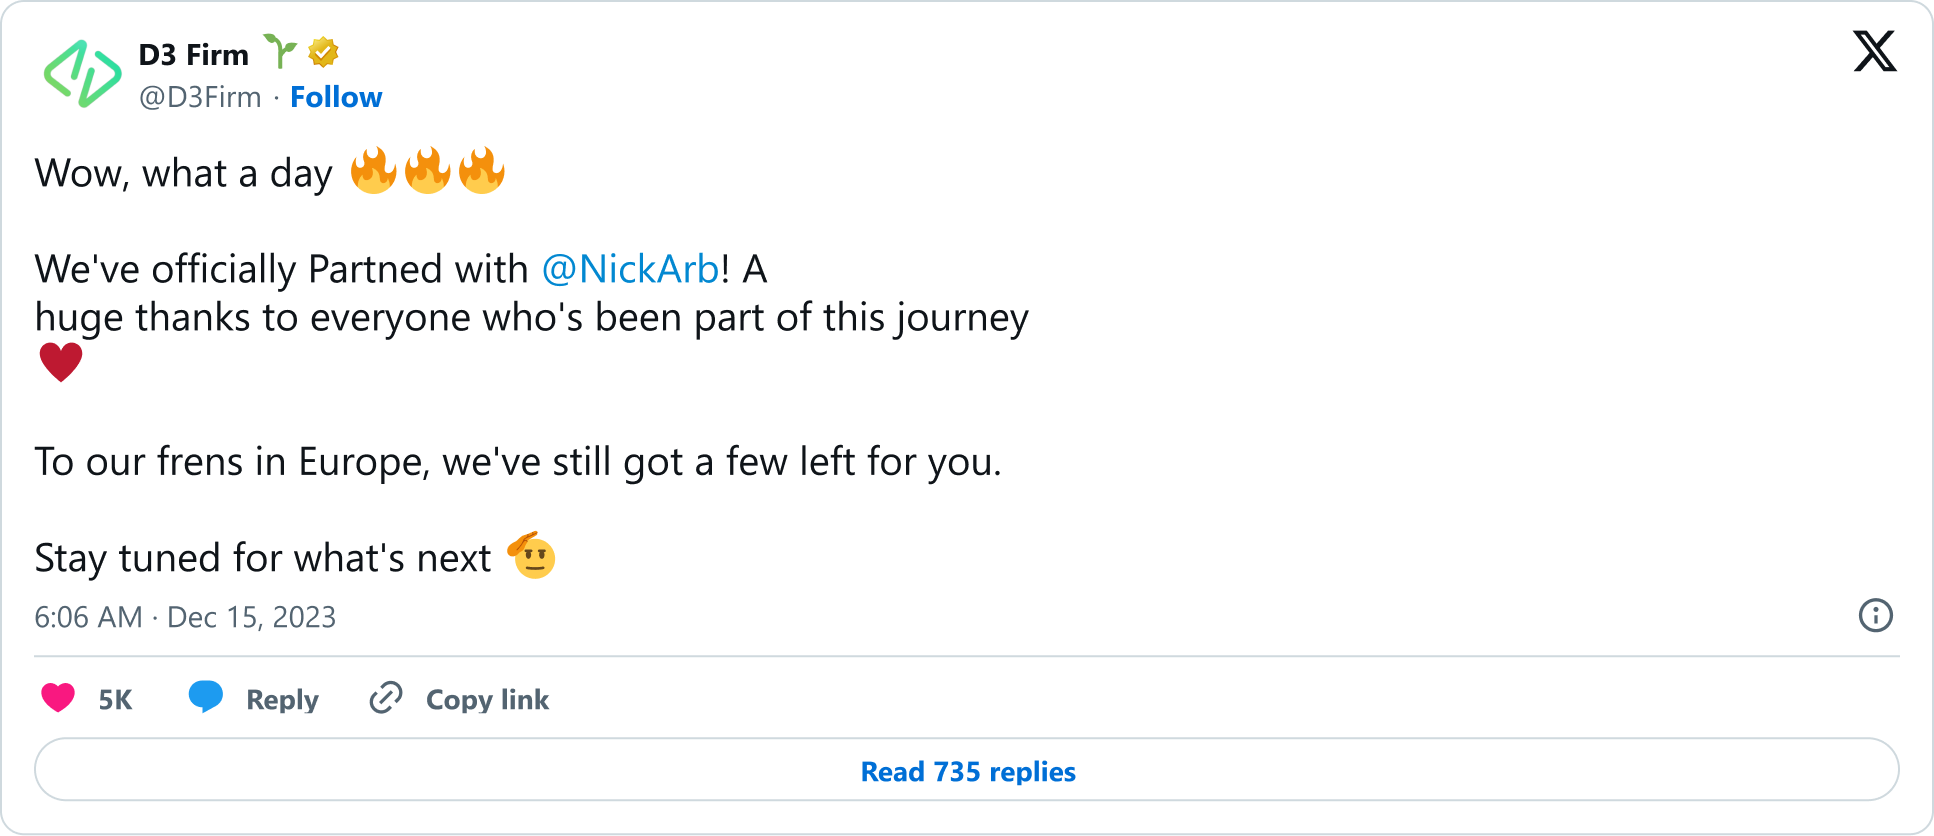 D3 Firm 🌱
@D3Firm · Follow
Wow, what a day 🔥🔥🔥
We've officially Partned with @NickArb! A
huge thanks to everyone who's been part of this journey
❤️
To our frens in Europe, we've still got a few left for you.
Stay tuned for what's next 🫡
6:06 AM · Dec 15, 2023
5K Reply Copy link
Read 735 replies